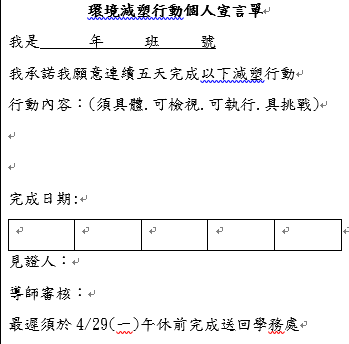 環境減塑行動個人宣言單
我是　　　年　　班　　號
我承諾我願意連續五天完成以下減塑行動
行動內容：(須具體.可檢視.可執行.具挑戰)
完成日期:
見證人：
導師審核：
最遲須於 4/29(一)午休前完成送回學務處